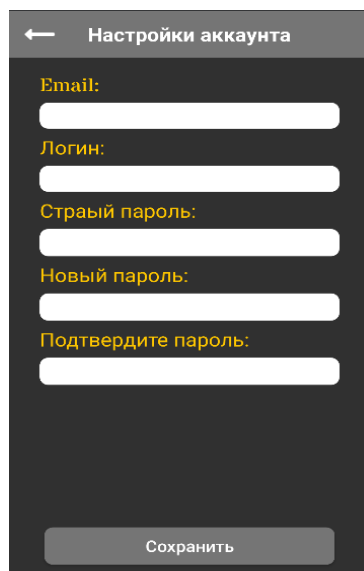 Настройки аккаунта
Email:
Логин:
Страый пароль:
Новый пароль:
Подтвердите пароль:
Сохранить